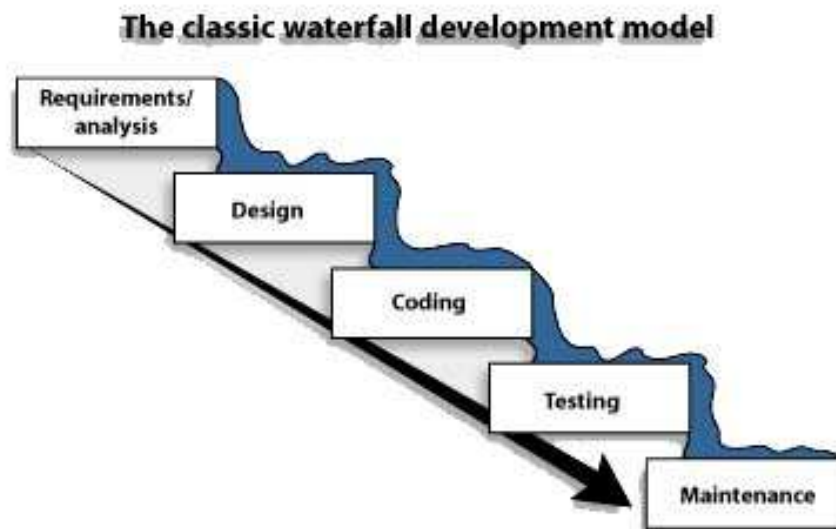 The classic waterfall development model
Requirements/
analysis
Design
Coding
Testing
Maintenance